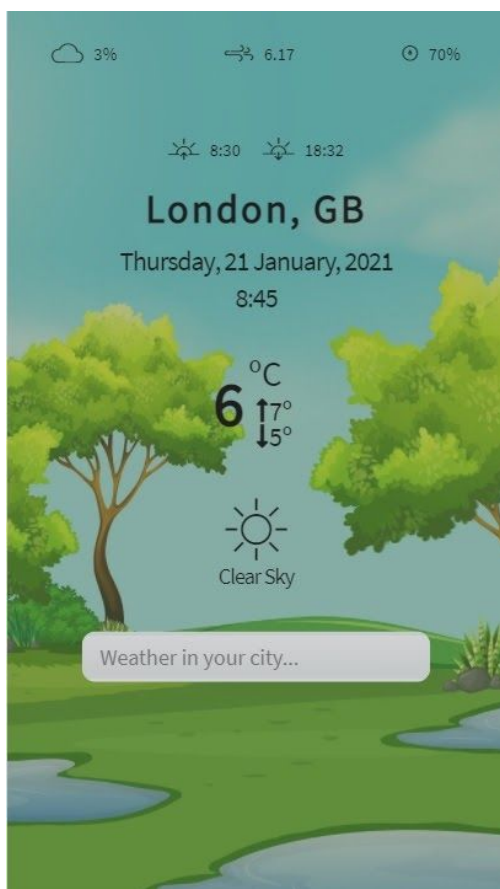 3% 6.17 70%
8:30 18:32
London, GB
Thursday, 21 January, 2021
8:45
°C
6 7°
5°
Clear Sky
Weather in your city...